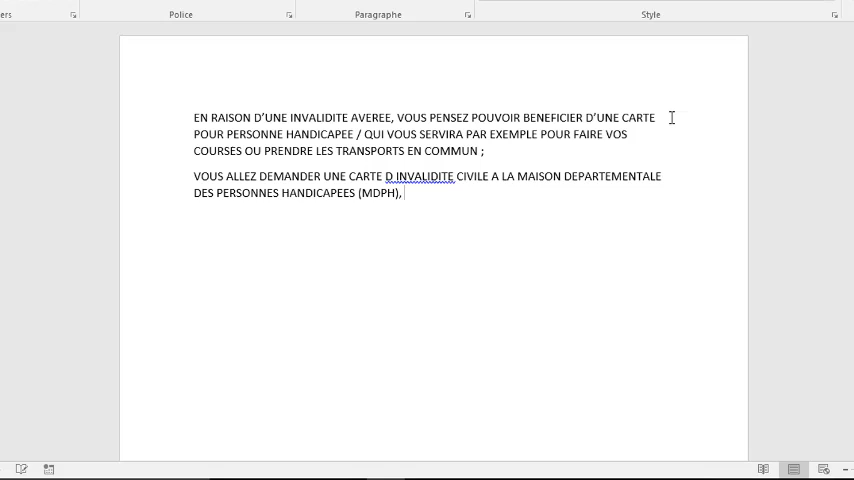 ers Police Paragraphe Style
EN RAISON D’UNE INVALIDITE AVEREE, VOUS PENSEZ POUVOIR BENEFICIER D’UNE CARTE
POUR PERSONNE HANDICAPEE / QUI VOUS SERVIRA PAR EXEMPLE POUR FAIRE VOS
COURSES OU PRENDRE LES TRANSPORTS EN COMMUN ;
VOUS ALLEZ DEMANDER UNE CARTE D INVALIDITE CIVILE A LA MAISON DEPARTEMENTALE
DES PERSONNES HANDICAPEES (MDPH),